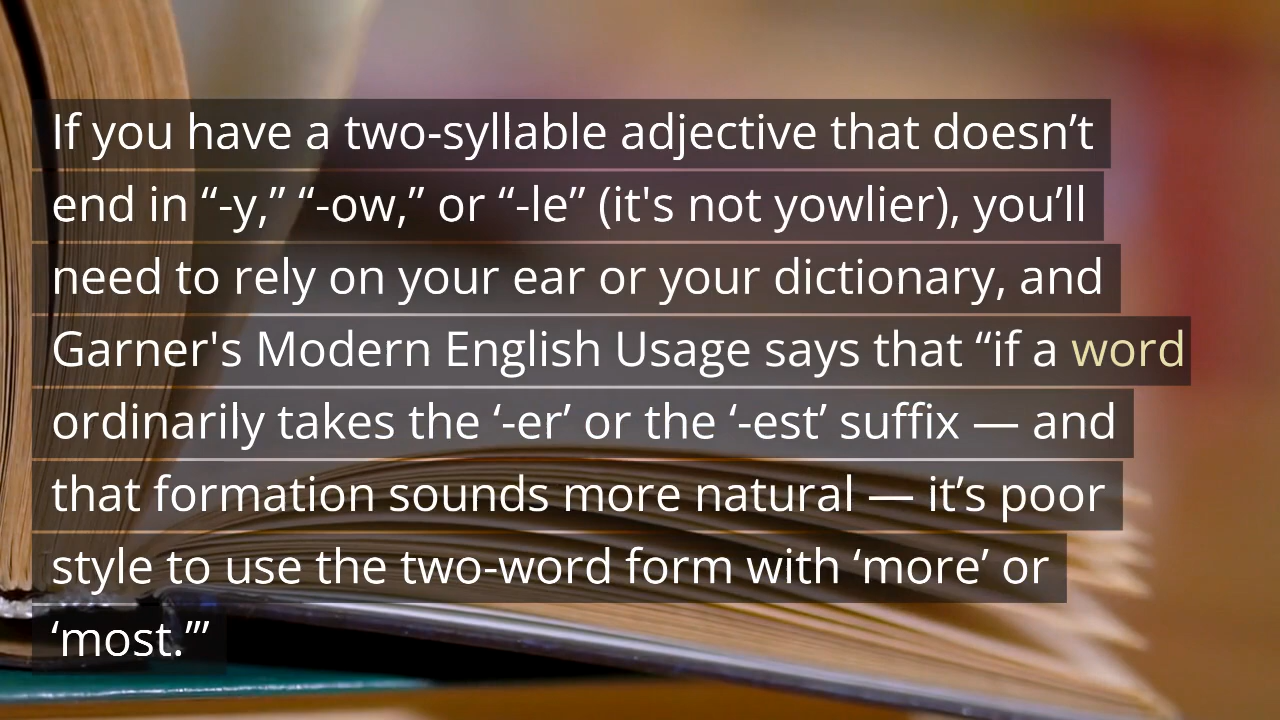 If you have a two-syllable adjective that doesn’t
end in “-y,” “-ow,” or “-le” (it's not yowlier), you’ll
need to rely on your ear or your dictionary, and
Garner's Modern English Usage says that “if a word
ordinarily takes the ‘-er’ or the ‘-est’ suffix — and
that formation sounds more natural — it’s poor
style to use the two-word form with ‘more’ or
‘most.’”